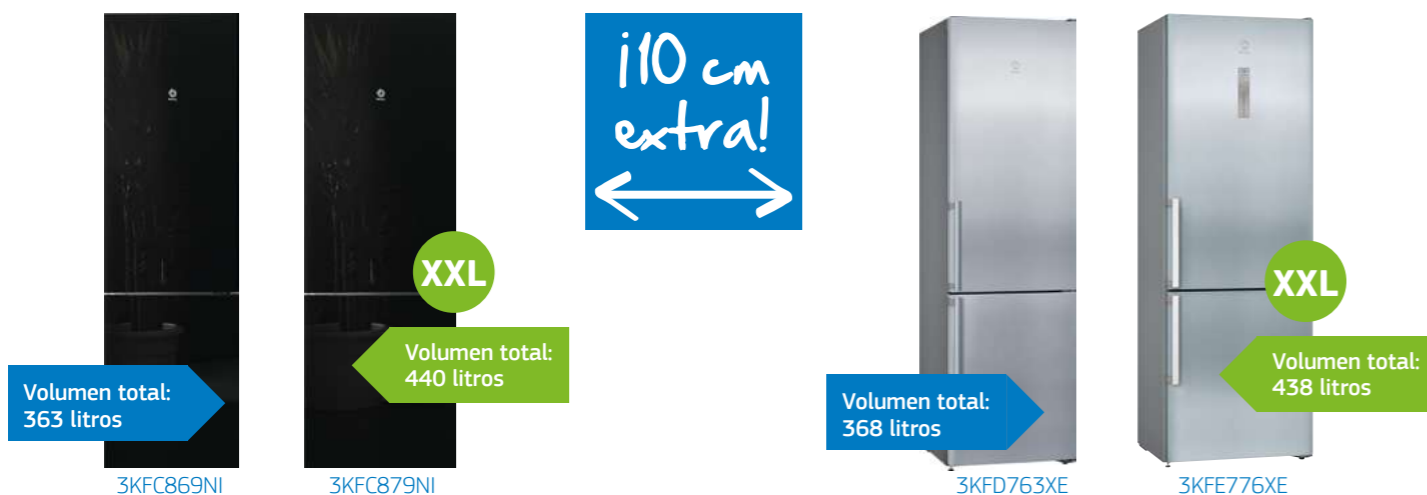 ¡10 cm
extra!
XXL
Volumen total:
363 litros
Volumen total:
440 litros
3KFC869NI
3KFC879NI
XXL
Volumen total:
368 litros
Volumen total:
438 litros
3KFD763XE
3KFE776XE